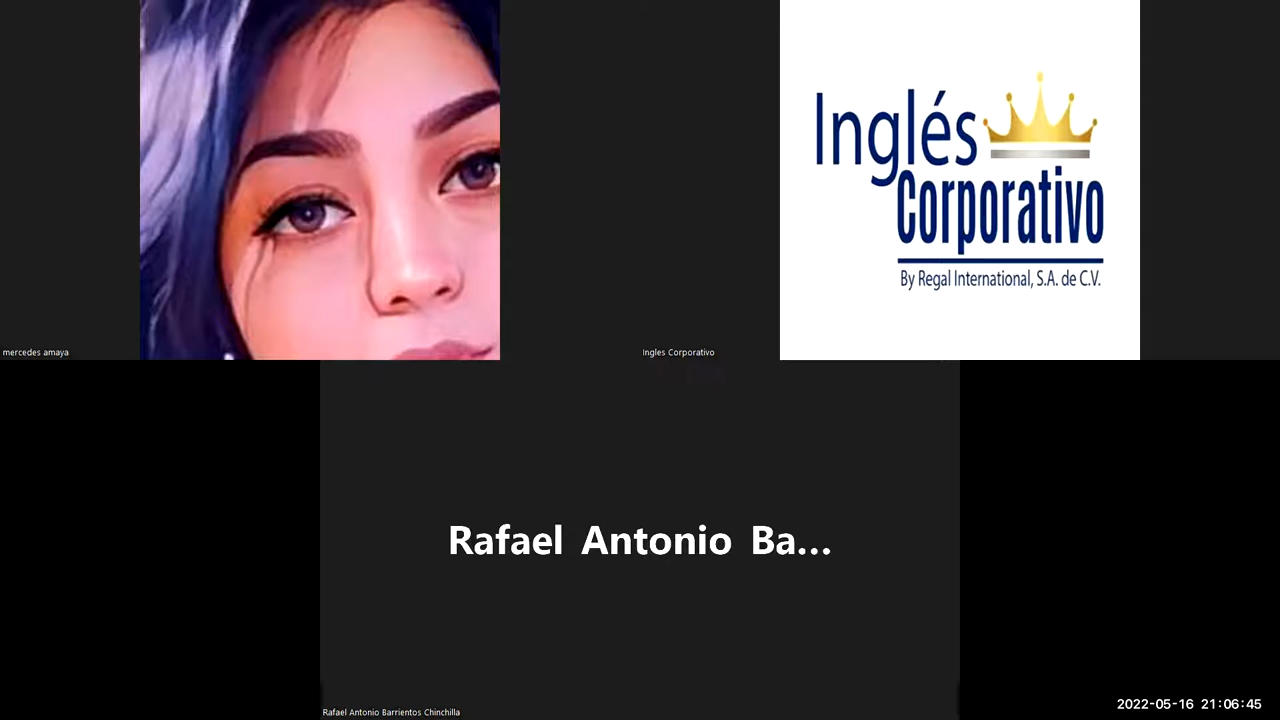 Inglés
Corporativo
By Regal International, S.A. de C.V.
mercedes amaya
Ingles Corporativo
Rafael Antonio Ba...
Rafael Antonio Barrientos Chinchilla
2022-05-16 21:06:45